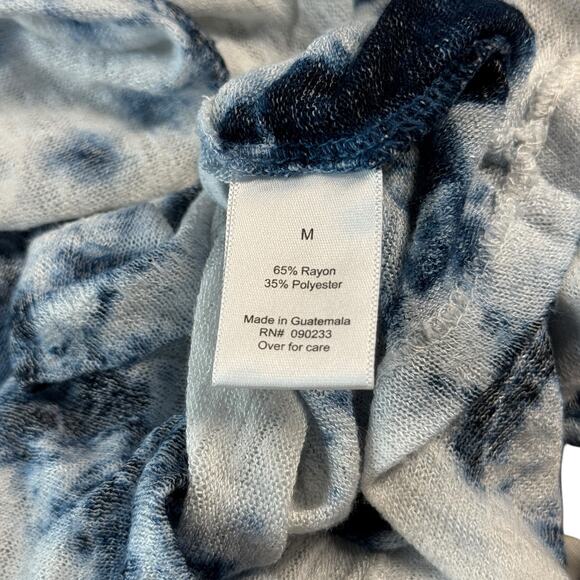 M
65% Rayon
35% Polyester
Made in Guatemala
RN# 090233
Over for care